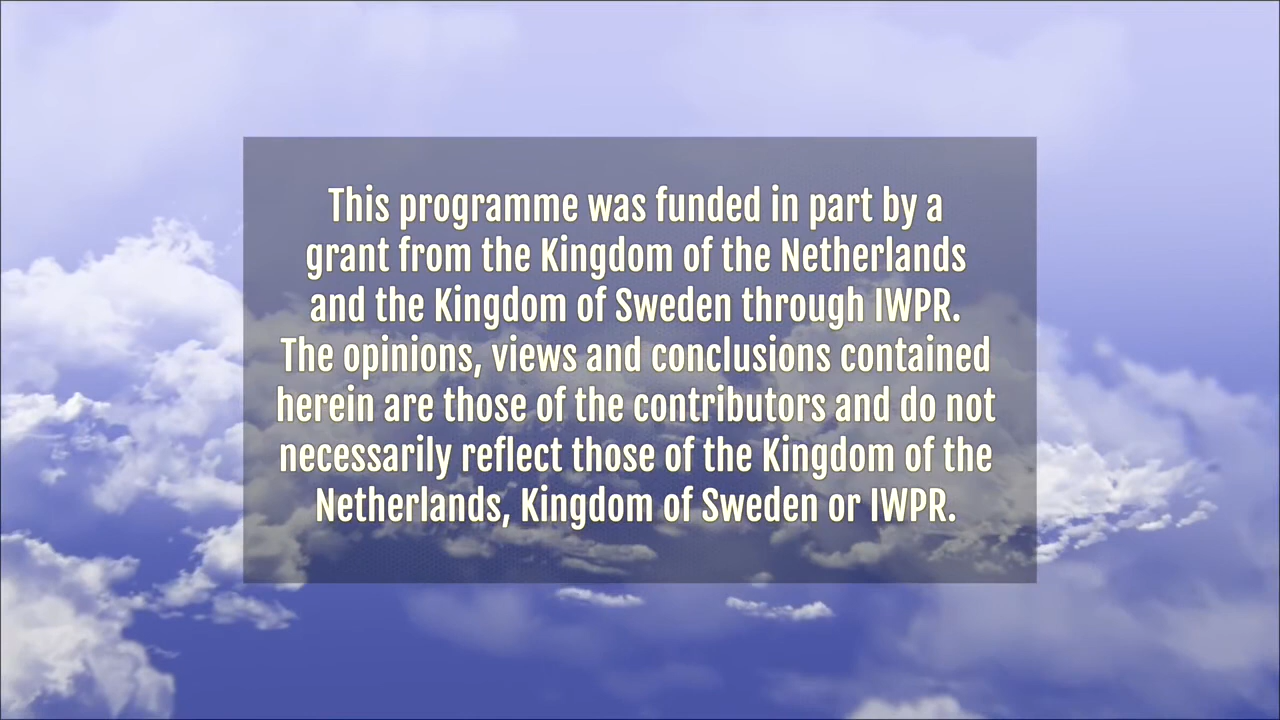 This programme was funded in part by a
grant from the Kingdom of the Netherlands
and the Kingdom of Sweden through IWPR.
The opinions, views and conclusions contained
herein are those of the contributors and do not
necessarily reflect those of the Kingdom of the
Netherlands, Kingdom of Sweden or IWPR.